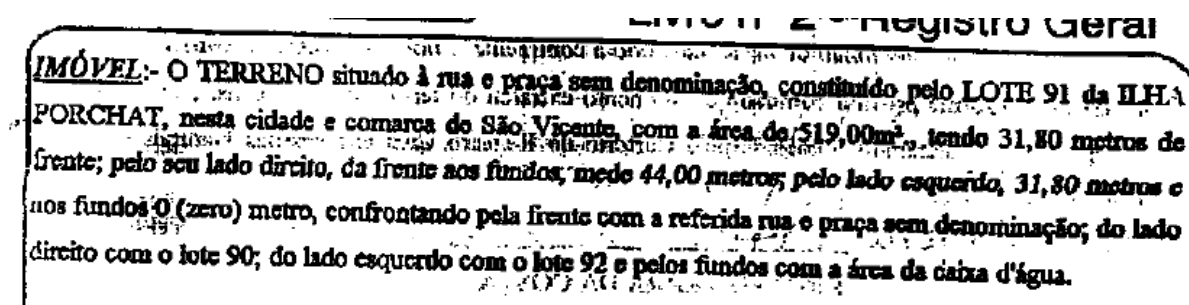 Livro nº 2 - Registro Geral
IMÓVEL:- O TERRENO situado à rua e praça sem denominação, constituído pelo LOTE 91 da ILHA
PORCHAT, nesta cidade e comarca de São Vicente, com a área de 519,00m², tendo 31,80 metros de
frente; pelo seu lado direito, da frente aos fundos, mede 44,00 metros; pelo lado esquerdo, 31,80 metros e
nos fundos 0 (zero) metro, confrontando pela frente com a referida rua e praça sem denominação; do lado
direito com o lote 90; do lado esquerdo com o lote 92 e pelos fundos com a área da caixa d'água.